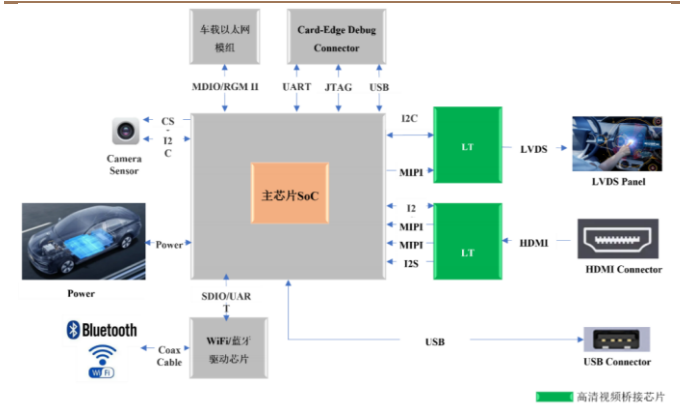 车载以太网
模组
Card-Edge Debug
Connector
MDIO/RGM II
UART
JTAG
USB
CS
-
I2
C
Camera
Sensor
I2C
LT
LVDS
LVDS Panel
MIPI
主芯片SoC
I2
MIPI
MIPI
I2S
LT
HDMI
HDMI Connector
Power
Power
SDIO/UAR
T
Bluetooth
WiFi
Coax
Cable
WiFi/蓝牙
驱动芯片
USB
USB Connector
高清视频桥接芯片